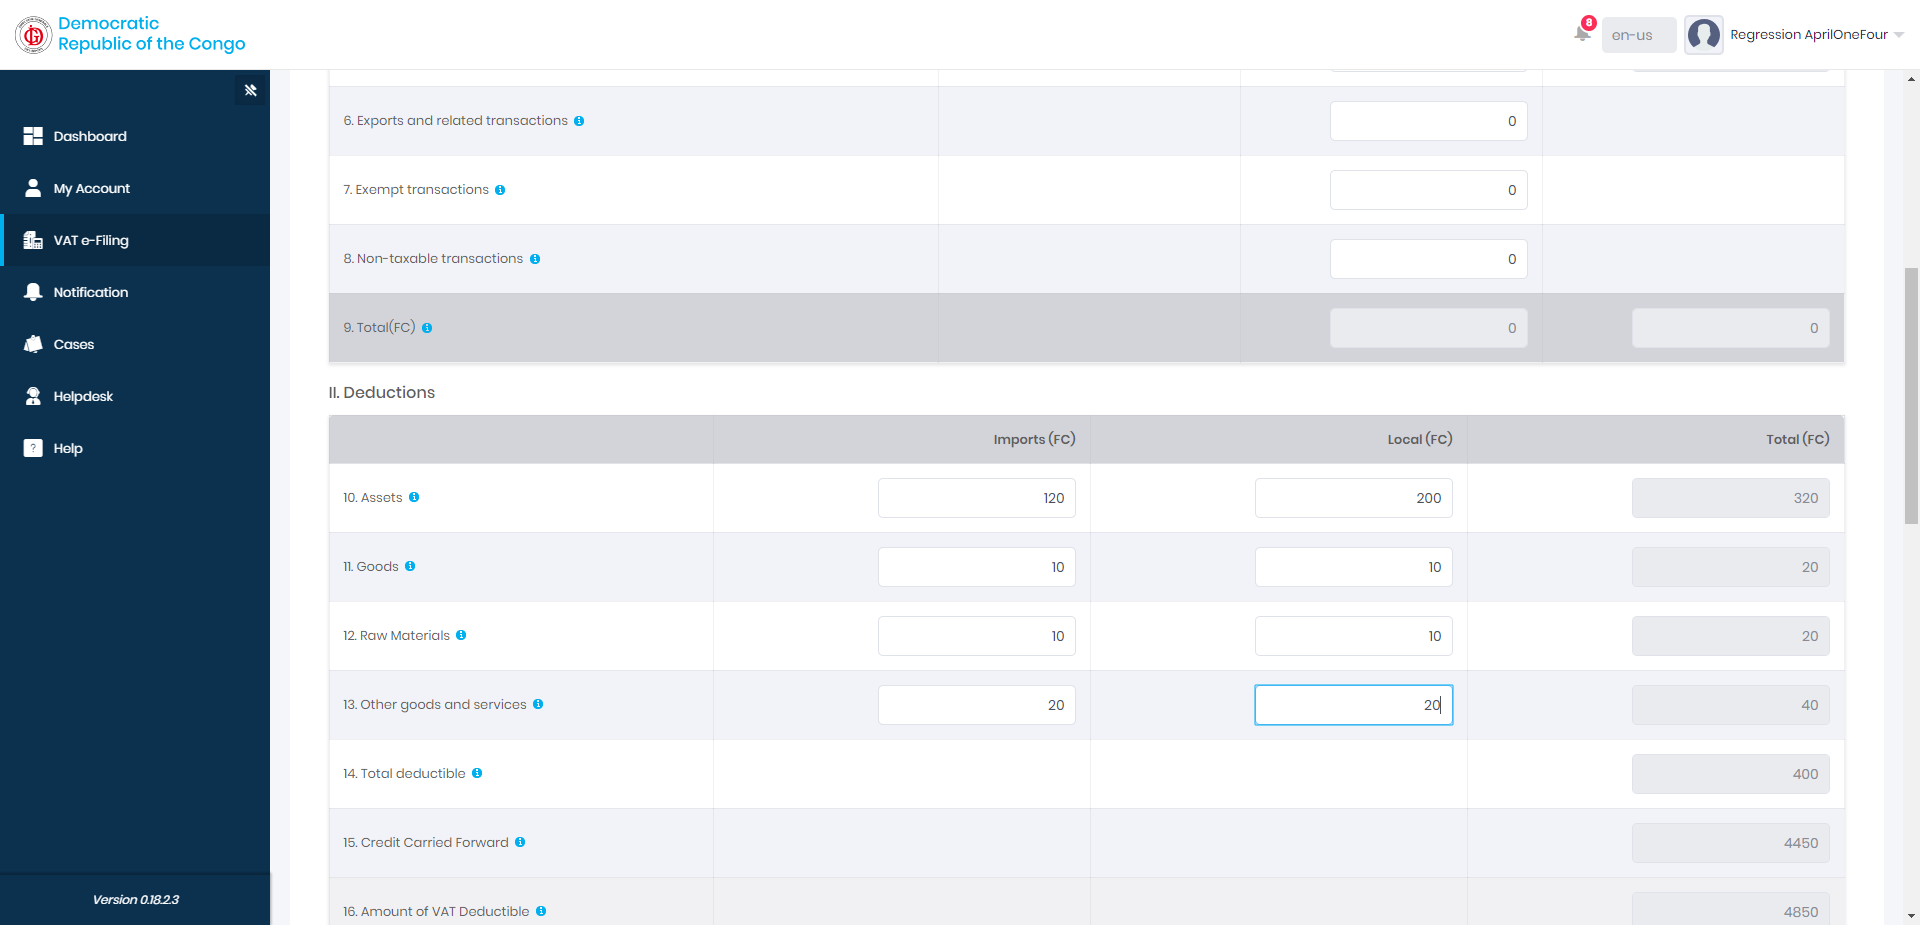 Democratic
Republic of the Congo
8
en-us
Regression AprilOneFour
Dashboard
My Account
VAT e-Filing
Notification
Cases
Helpdesk
? Help
Version 0.18.2.3
6. Exports and related transactions 0
7. Exempt transactions 0
8. Non-taxable transactions 0
9. Total(FC) 0 0
II. Deductions
Imports (FC) Local (FC) Total (FC)
10. Assets 120 200 320
11. Goods 10 10 20
12. Raw Materials 10 10 20
13. Other goods and services 20 20 40
14. Total deductible 400
15. Credit Carried Forward 4450
16. Amount of VAT Deductible 4850